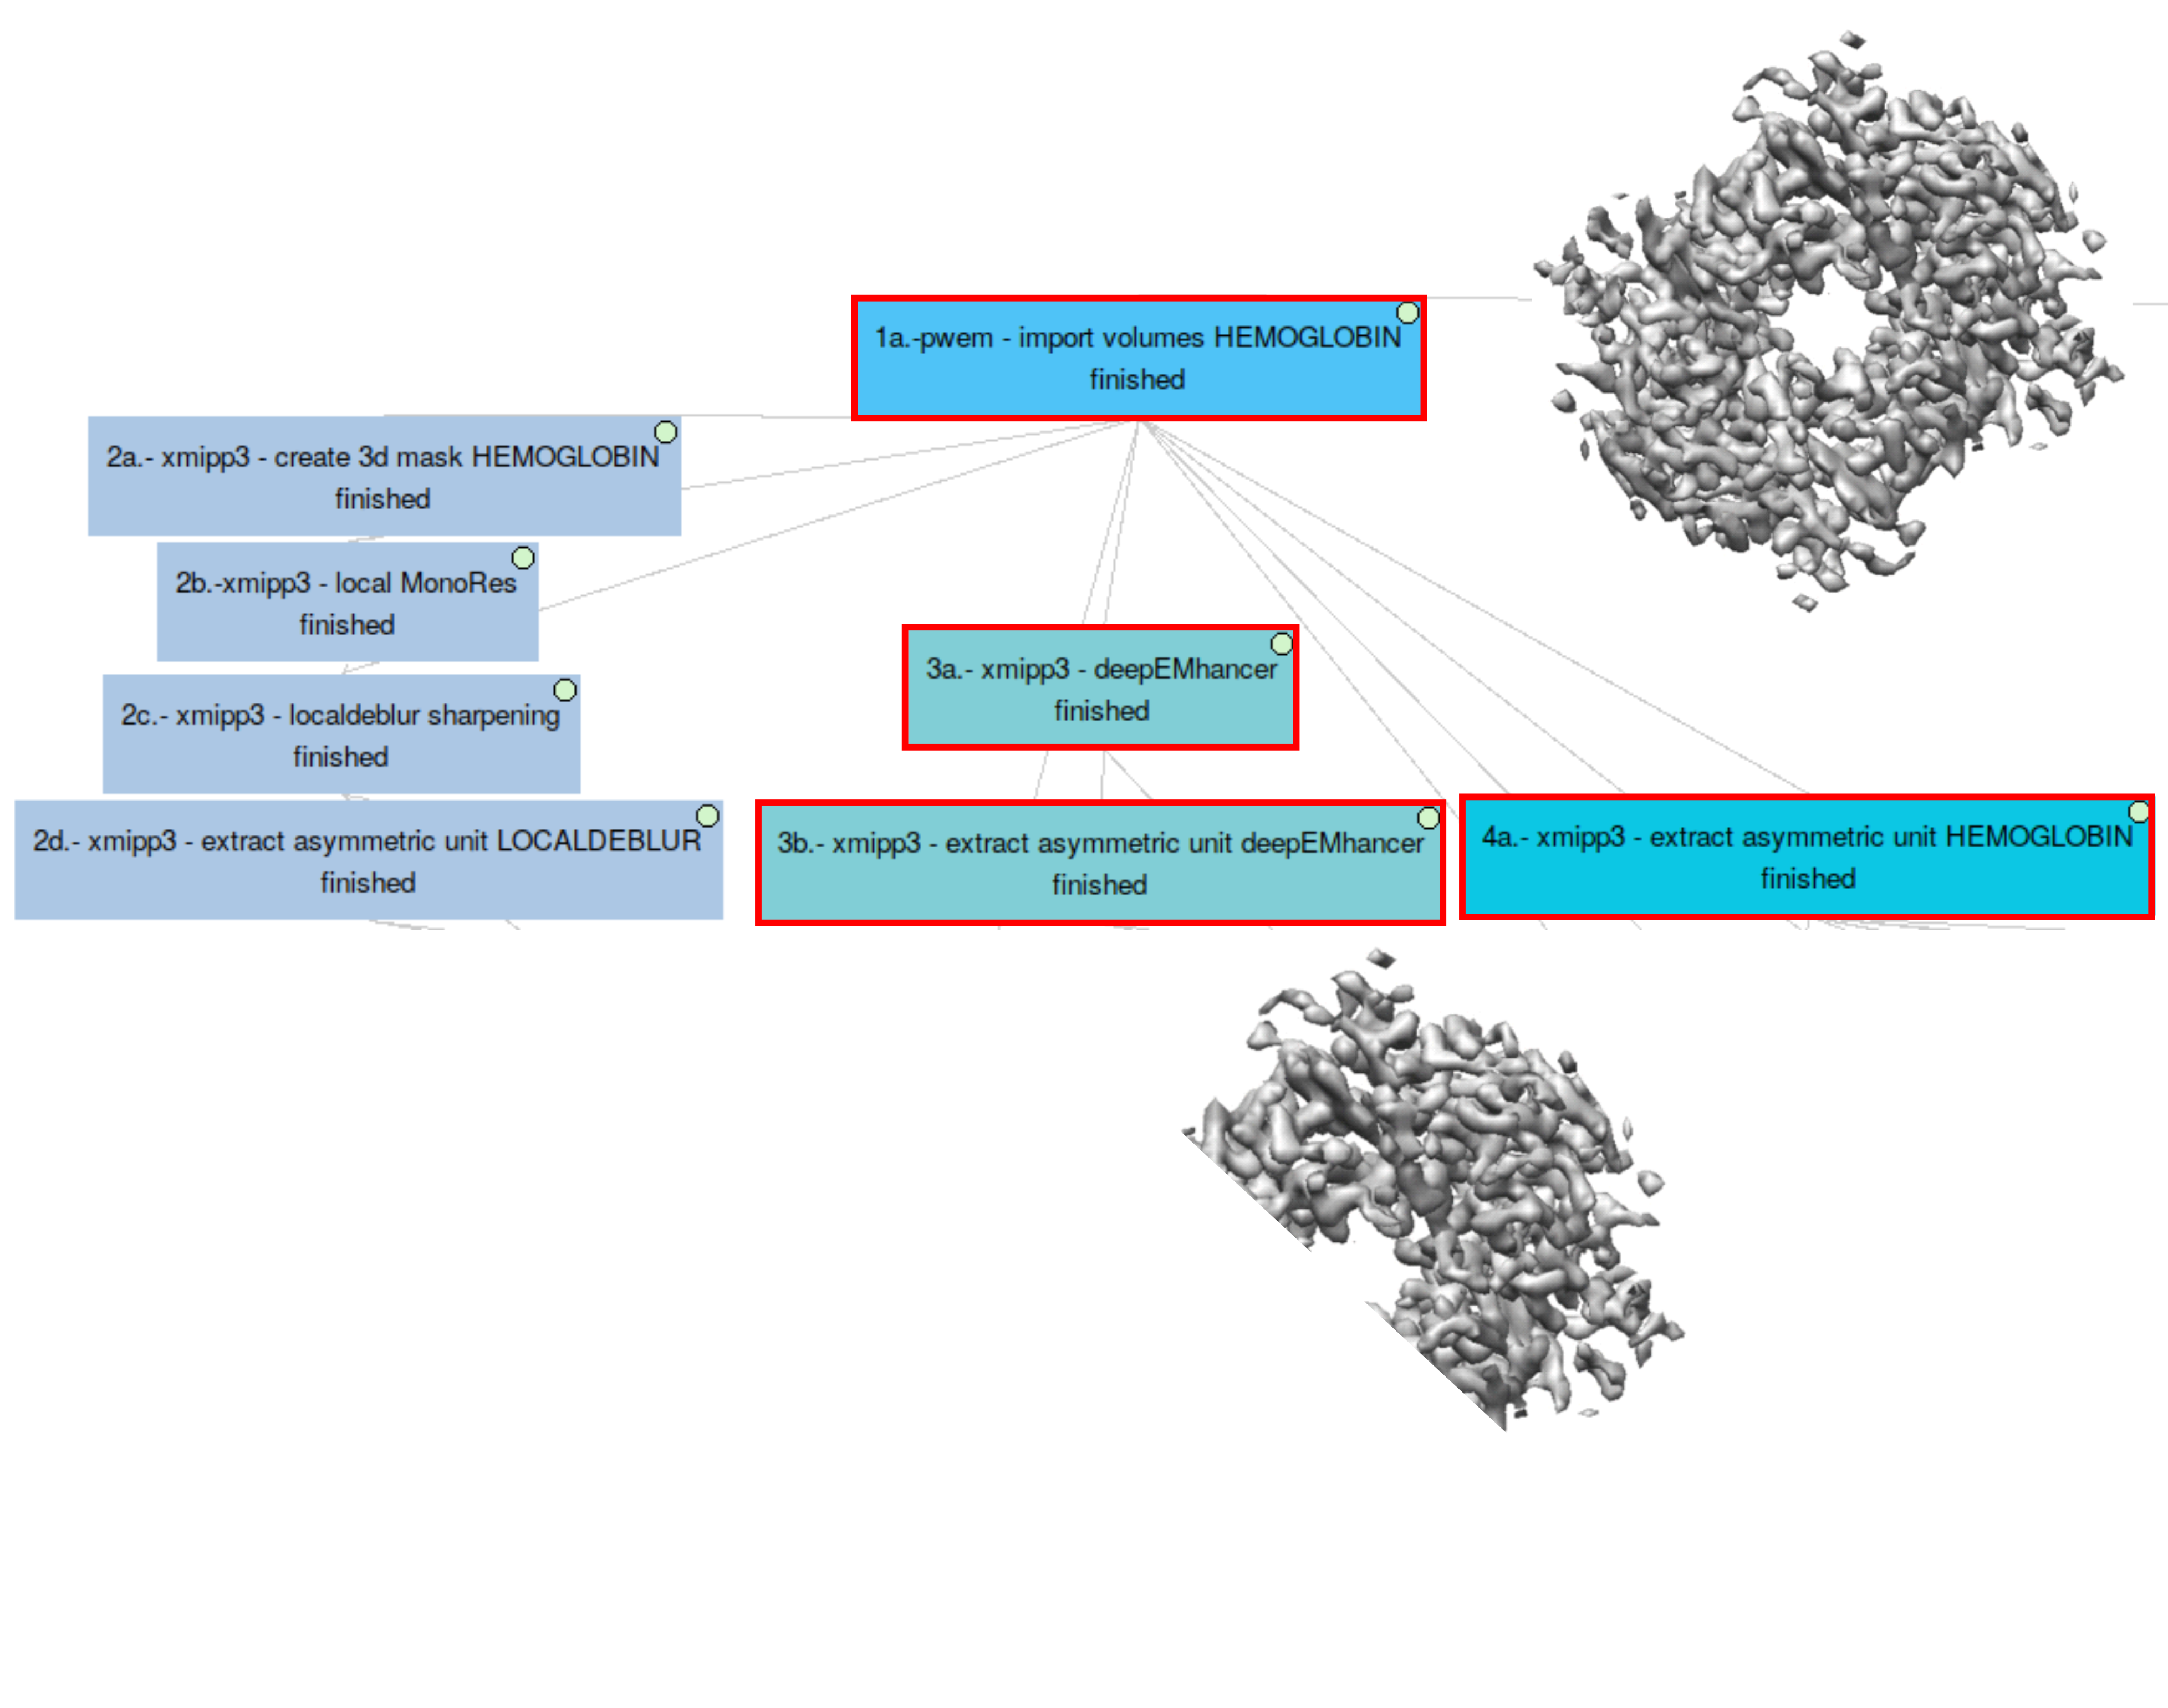 1a.-pwem - import volumes HEMOGLOBIN
finished
2a.- xmipp3 - create 3d mask HEMOGLOBIN
finished
2b.-xmipp3 - local MonoRes
finished
2c.- xmipp3 - localdeblur sharpening
finished
2d.- xmipp3 - extract asymmetric unit LOCALDEBLUR
finished
3a.- xmipp3 - deepEMhancer
finished
3b.- xmipp3 - extract asymmetric unit deepEMhancer
finished
4a.- xmipp3 - extract asymmetric unit HEMOGLOBIN
finished